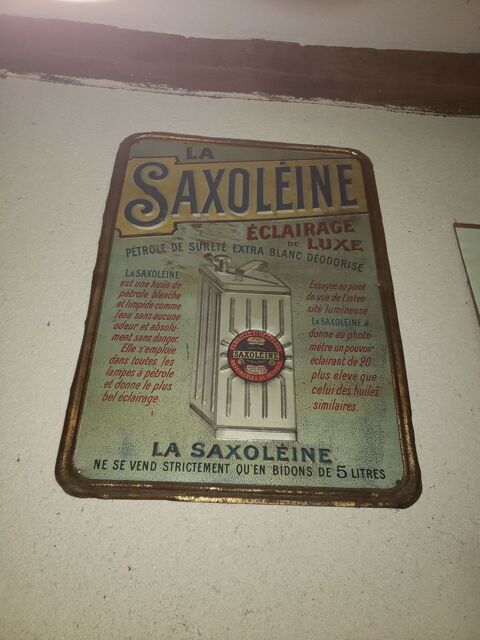 LA
SAXOLÉINE
ÉCLAIRAGE
DE LUXE
PÉTROLE DE SURETÉ EXTRA BLANC DÉODORISÉ
LA SAXOLÉINE
est une huile de
pétrole blanche
et limpide comme
l'eau sans aucune
odeur et absolu-
ment sans danger.
Elle s'emploie
dans toutes les
lampes à pétrole
et donne le plus
bel éclairage.
Essayée au point
de vue de l'inten-
sité lumineuse
LA SAXOLÉINE a
donné au photo-
mètre un pouvoir
éclairant de 20%
plus élevé que
celui des huiles
similaires.
SAXOLEINE
LA SAXOLÉINE
NE SE VEND STRICTEMENT QU'EN BIDONS DE 5 LITRES